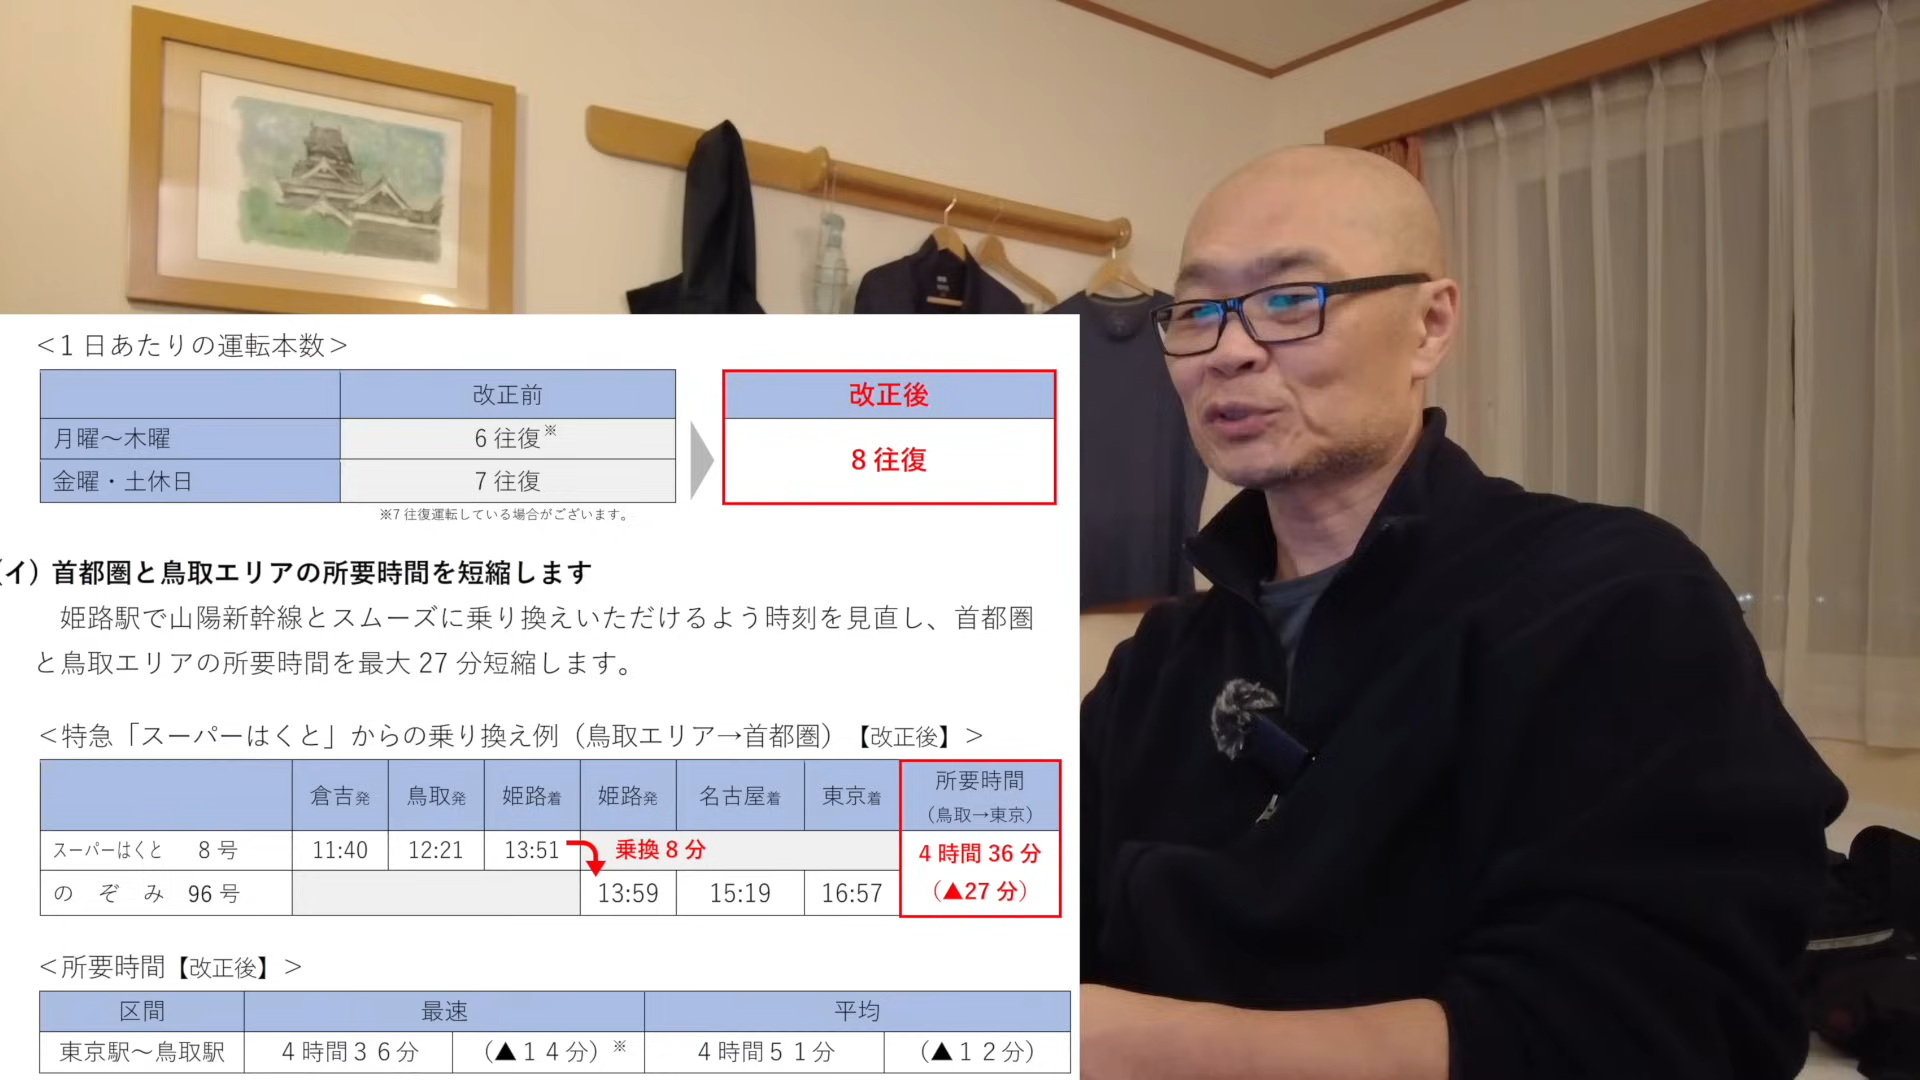 <1日あたりの運転本数>
改正前
改正後
月曜～木曜 6往復※
8往復
金曜・土休日 7往復
※7往復運転している場合がございます。
(イ) 首都圏と鳥取エリアの所要時間を短縮します
姫路駅で山陽新幹線とスムーズに乗り換えいただけるよう時刻を見直し、首都圏
と鳥取エリアの所要時間を最大27分短縮します。
<特急「スーパーはくと」からの乗り換え例（鳥取エリア→首都圏）【改正後】>
倉吉発 鳥取発 姫路着 姫路発 名古屋着 東京着 所要時間
（鳥取→東京）
スーパーはくと 8号 11:40 12:21 13:51 乗換8分 4時間36分
のぞみ 96号 13:59 15:19 16:57 （▲27分）
<所要時間【改正後】>
区間 最速 平均
東京駅～鳥取駅 4時間36分 （▲14分）※ 4時間51分 （▲12分）